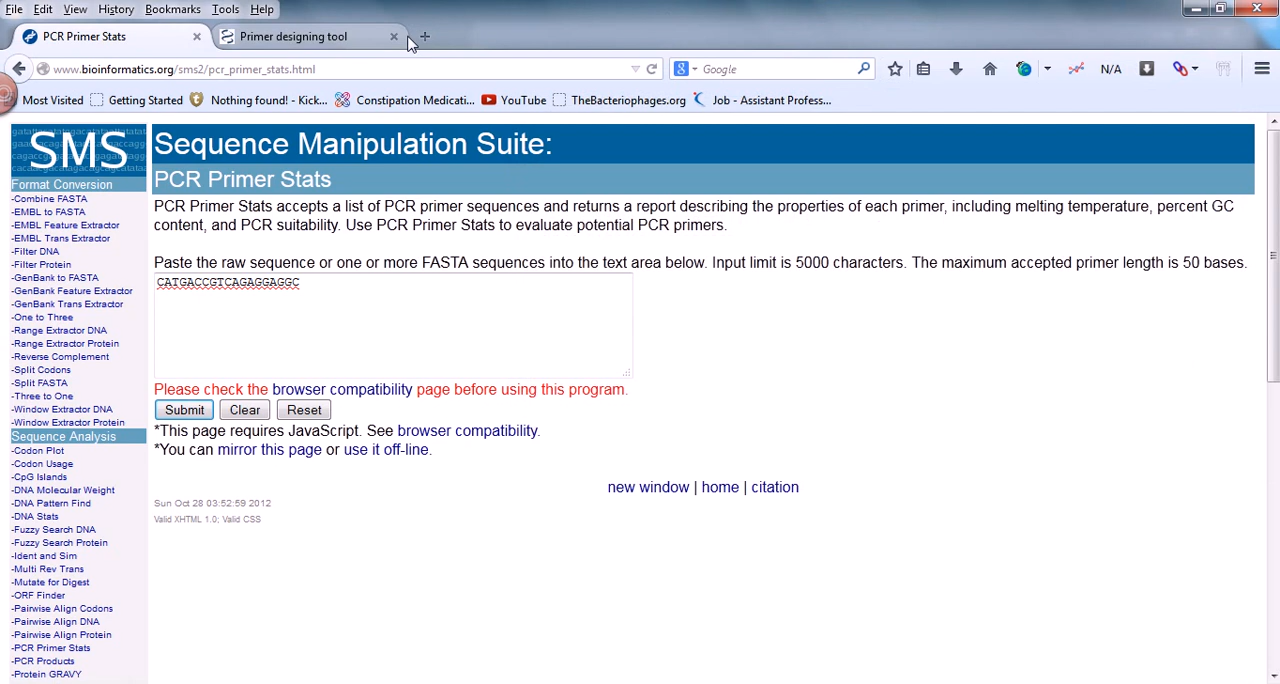 File Edit View History Bookmarks Tools Help
PCR Primer Stats Primer designing tool
www.bioinformatics.org/sms2/pcr_primer_stats.html Google N/A
Most Visited Getting Started Nothing found! - Kick... Constipation Medicati... YouTube TheBacteriophages.org Job - Assistant Profess...
SMS
Sequence Manipulation Suite:
PCR Primer Stats
PCR Primer Stats accepts a list of PCR primer sequences and returns a report describing the properties of each primer, including melting temperature, percent GC
content, and PCR suitability. Use PCR Primer Stats to evaluate potential PCR primers.
Paste the raw sequence or one or more FASTA sequences into the text area below. Input limit is 5000 characters. The maximum accepted primer length is 50 bases.
CATGACCGTCAGAGGAGGC
Please check the browser compatibility page before using this program.
Submit Clear Reset
*This page requires JavaScript. See browser compatibility.
*You can mirror this page or use it off-line.
new window | home | citation
Sun Oct 28 03:52:59 2012
Valid XHTML 1.0; Valid CSS
Format Conversion
-Combine FASTA
-EMBL to FASTA
-EMBL Feature Extractor
-EMBL Trans Extractor
-Filter DNA
-Filter Protein
-GenBank to FASTA
-GenBank Feature Extractor
-GenBank Trans Extractor
-One to Three
-Range Extractor DNA
-Range Extractor Protein
-Reverse Complement
-Split Codons
-Split FASTA
-Three to One
-Window Extractor DNA
-Window Extractor Protein
Sequence Analysis
-Codon Plot
-Codon Usage
-CpG Islands
-DNA Molecular Weight
-DNA Pattern Find
-DNA Stats
-Fuzzy Search DNA
-Fuzzy Search Protein
-Ident and Sim
-Multi Rev Trans
-Mutate for Digest
-ORF Finder
-Pairwise Align Codons
-Pairwise Align DNA
-Pairwise Align Protein
-PCR Primer Stats
-PCR Products
-Protein GRAVY